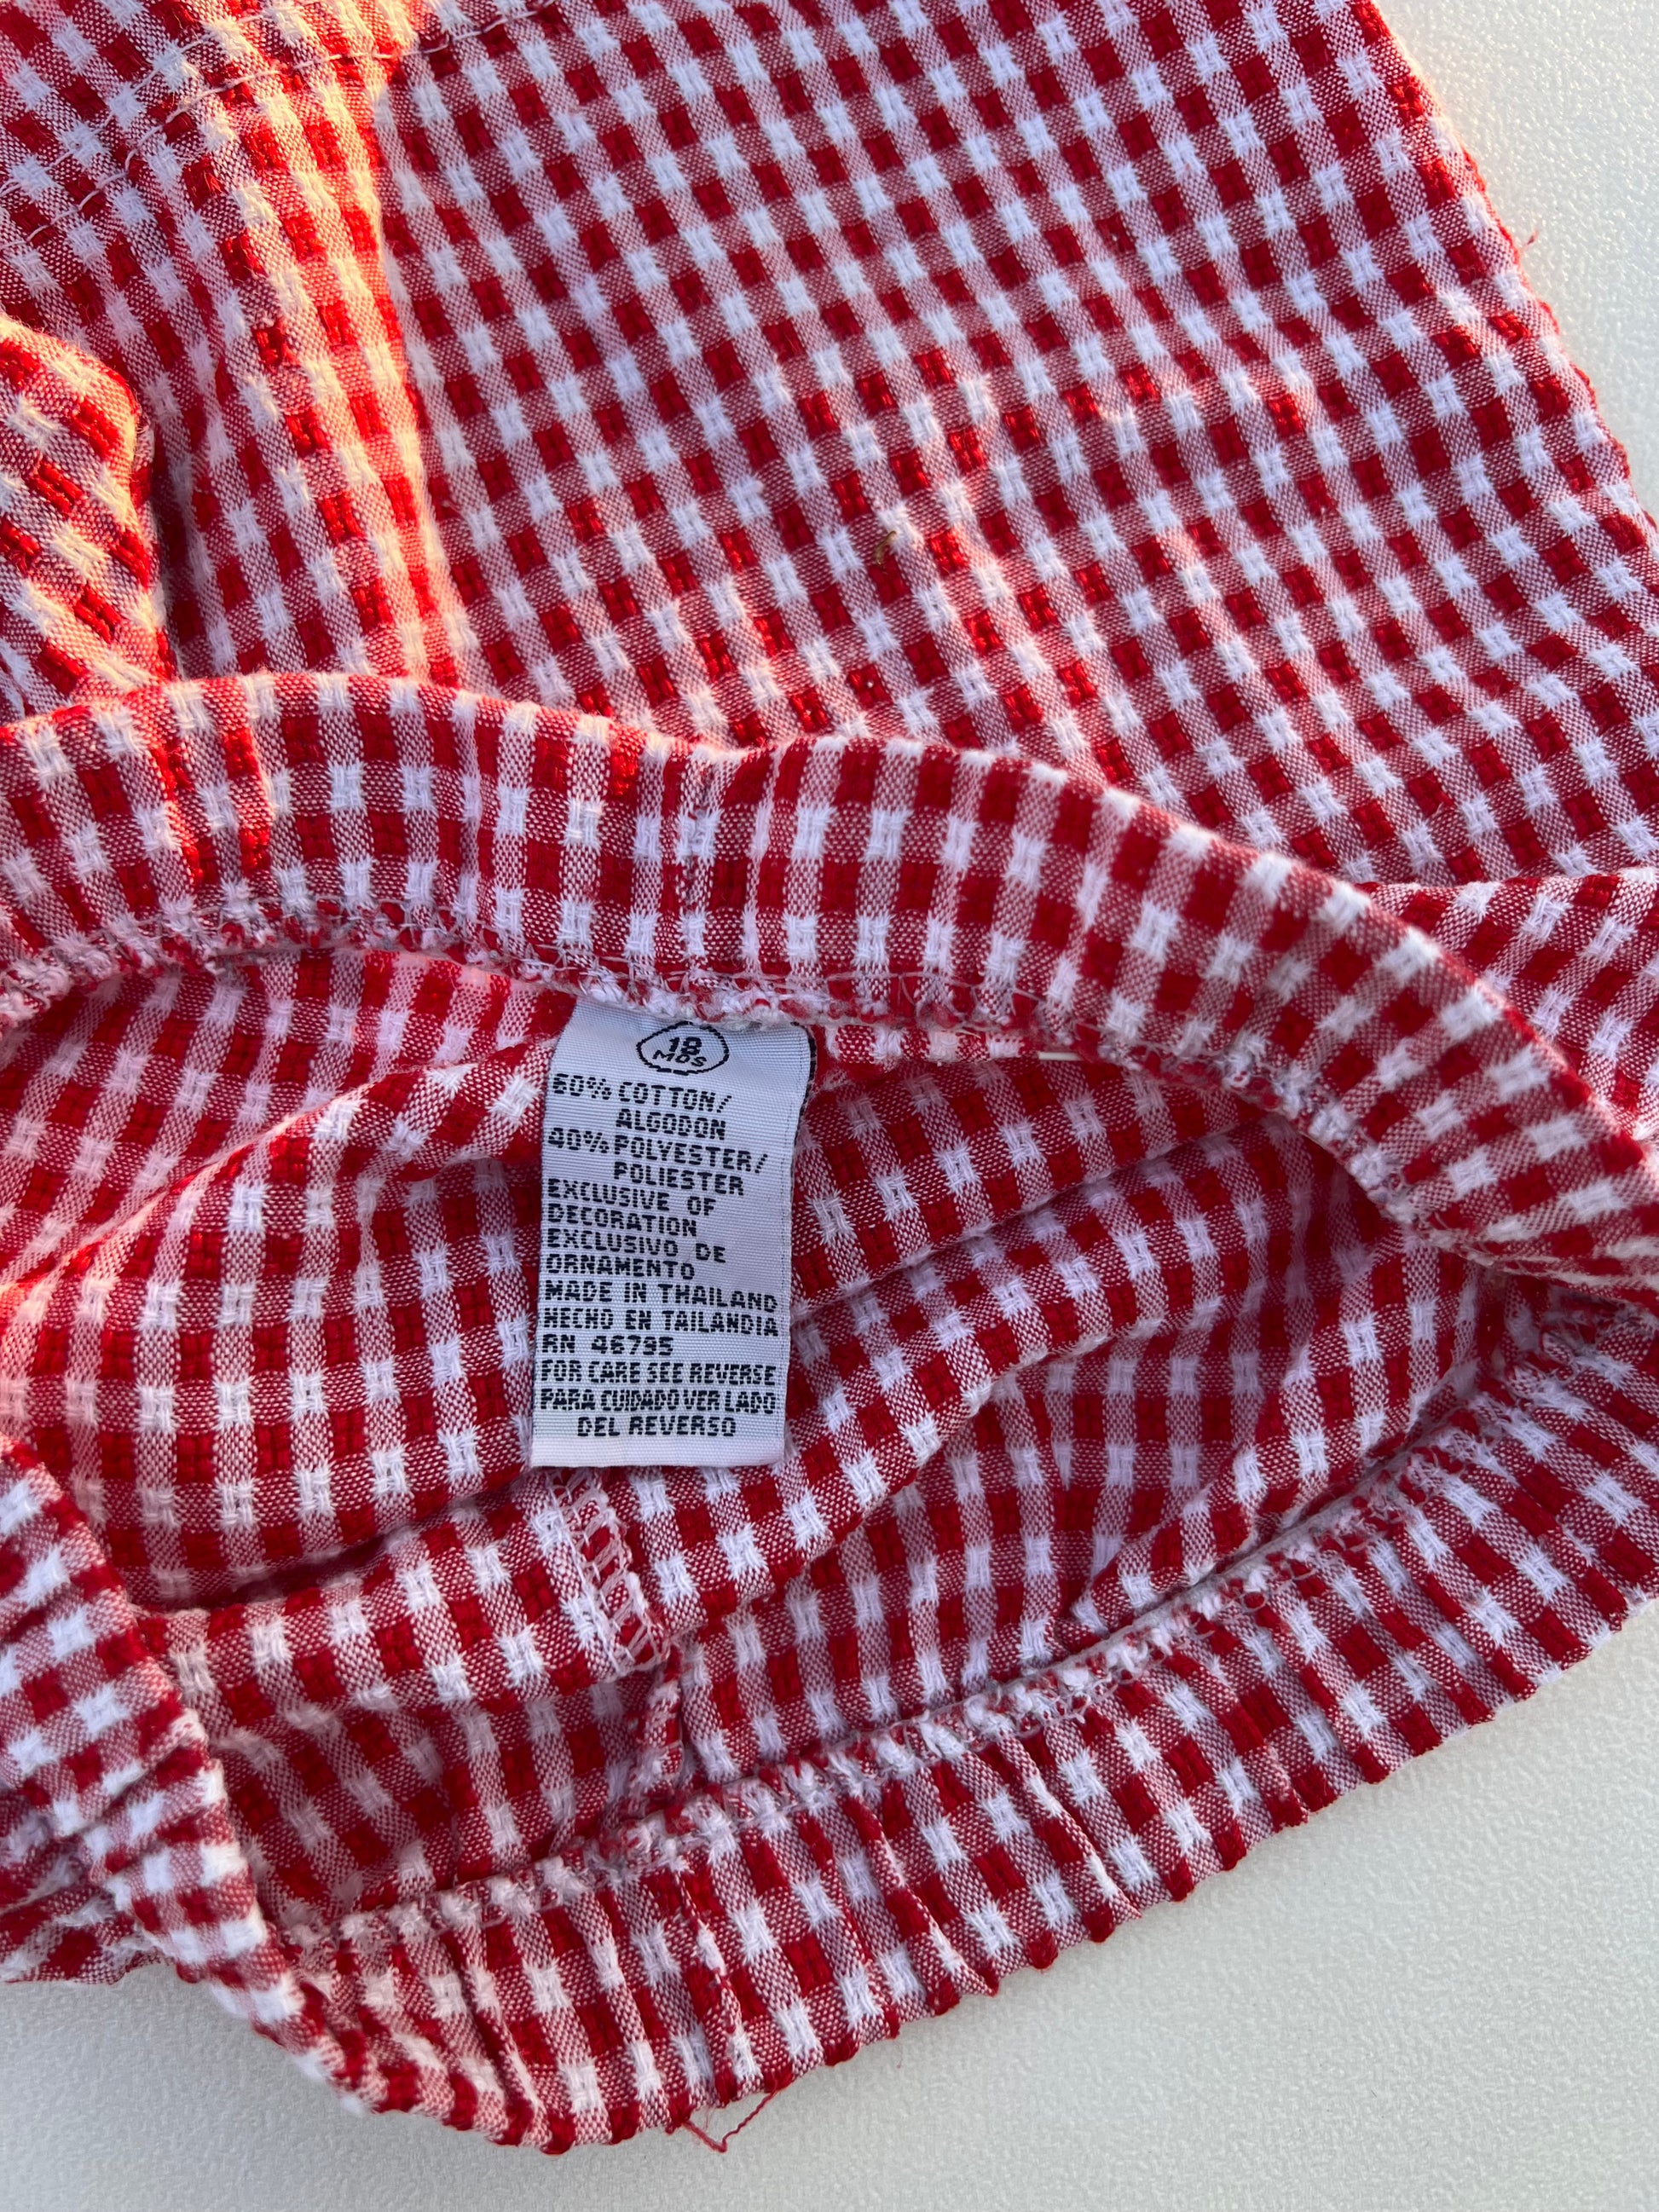 18
MOS
60% COTTON/
ALGODON
40% POLYESTER/
POLIESTER
EXCLUSIVE OF
DECORATION
EXCLUSIVO DE
ORNAMENTO
MADE IN THAILAND
HECHO EN TAILANDIA
RN 46795
FOR CARE SEE REVERSE
PARA CUIDADO VER LADO
DEL REVERSO